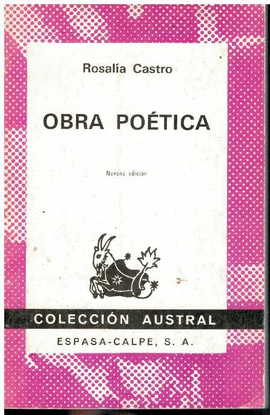 Rosalía Castro
OBRA POÉTICA
Novena edición
COLECCIÓN AUSTRAL
ESPASA-CALPE, S. A.